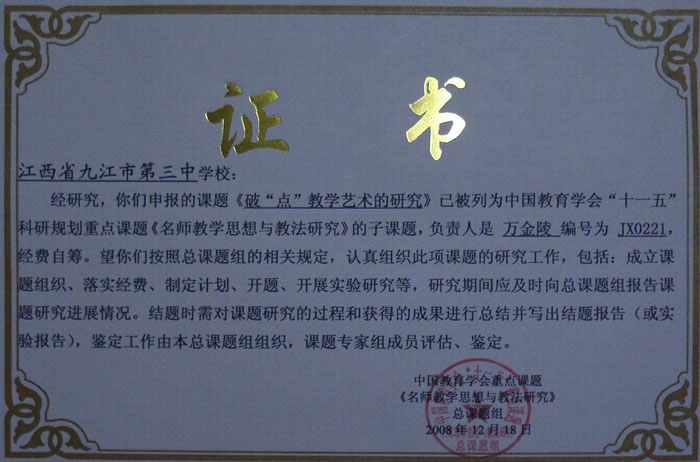 证 书
江西省九江市第三中学校：
经研究，你们申报的课题《破“点”教学艺术的研究》已被列为中国教育学会“十一五”
科研规划重点课题《名师教学思想与教法研究》的子课题，负责人是 万金陵 编号为 JX0221，
经费自筹。望你们按照总课题组的相关规定，认真组织此项课题的研究工作，包括：成立课
题组织、落实经费、制定计划、开题、开展实验研究等，研究期间应及时向总课题组报告课
题研究进展情况。结题时需对课题研究的过程和获得的成果进行总结并写出结题报告（或实
验报告），鉴定工作由本总课题组组织，课题专家组成员评估、鉴定。
中国教育学会重点课题
《名师教学思想与教法研究》
总课题组
2008 年 12 月 18 日
总课题组